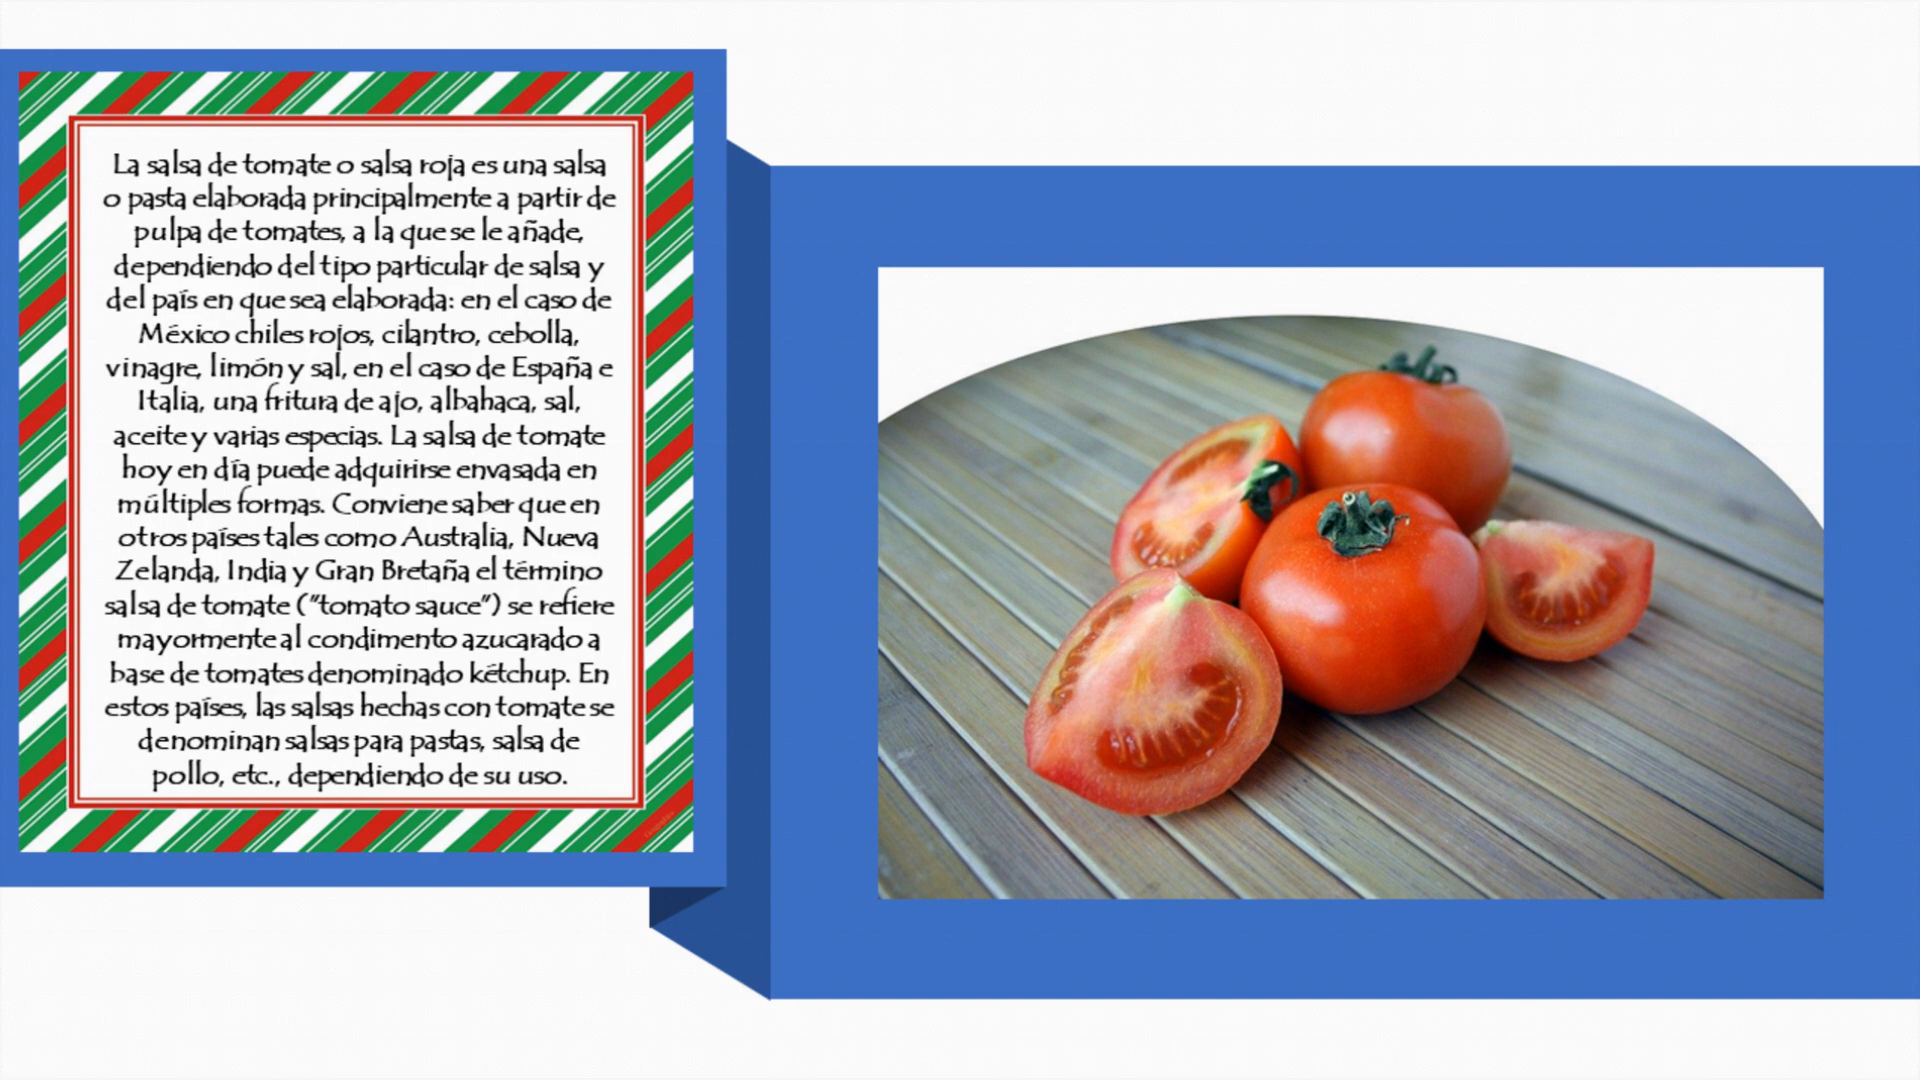 La salsa de tomate o salsa roja es una salsa
o pasta elaborada principalmente a partir de
pulpa de tomates, a la que se le añade,
dependiendo del tipo particular de salsa y
del país en que sea elaborada: en el caso de
México chiles rojos, cilantro, cebolla,
vinagre, limón y sal, en el caso de España e
Italia, una fritura de ajo, albahaca, sal,
aceite y varias especias. La salsa de tomate
hoy en día puede adquirirse envasada en
múltiples formas. Conviene saber que en
otros países tales como Australia, Nueva
Zelanda, India y Gran Bretaña el término
salsa de tomate ("tomato sauce") se refiere
mayormente al condimento azucarado a
base de tomates denominado kétchup. En
estos países, las salsas hechas con tomate se
denominan salsas para pastas, salsa de
pollo, etc., dependiendo de su uso.